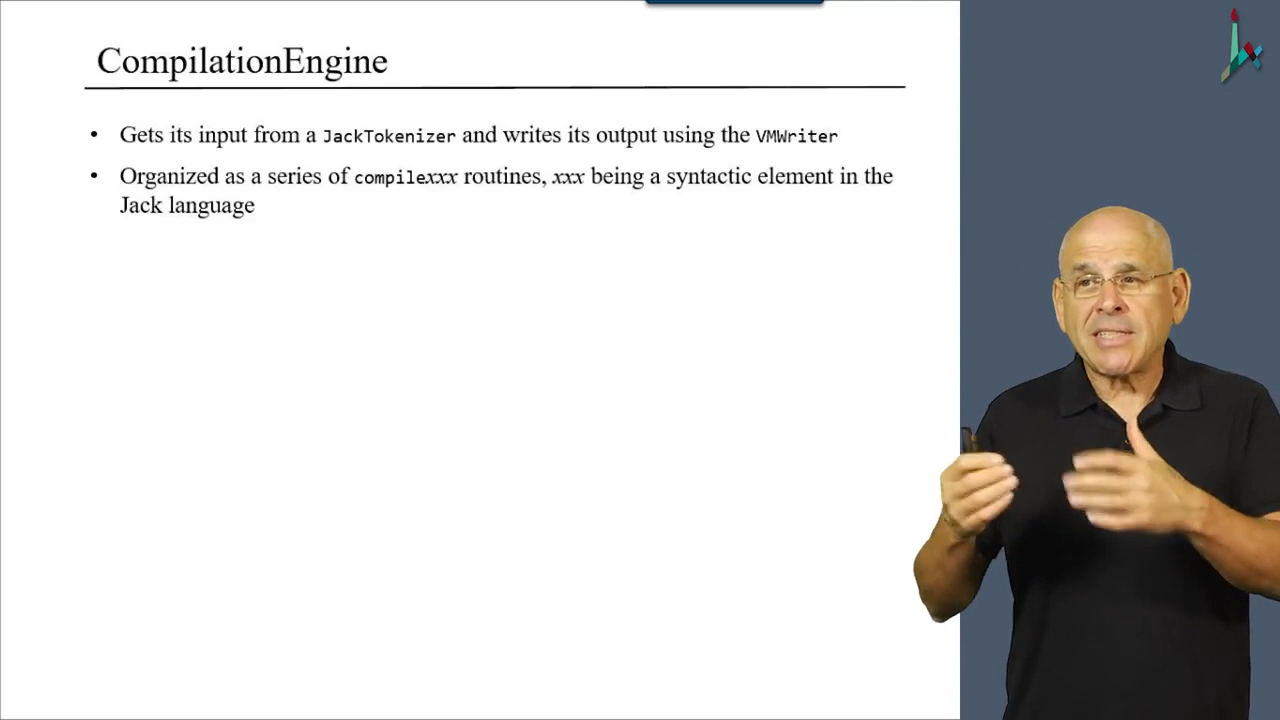 CompilationEngine
• Gets its input from a JackTokenizer and writes its output using the VMWriter
• Organized as a series of compilexxx routines, xxx being a syntactic element in the
Jack language